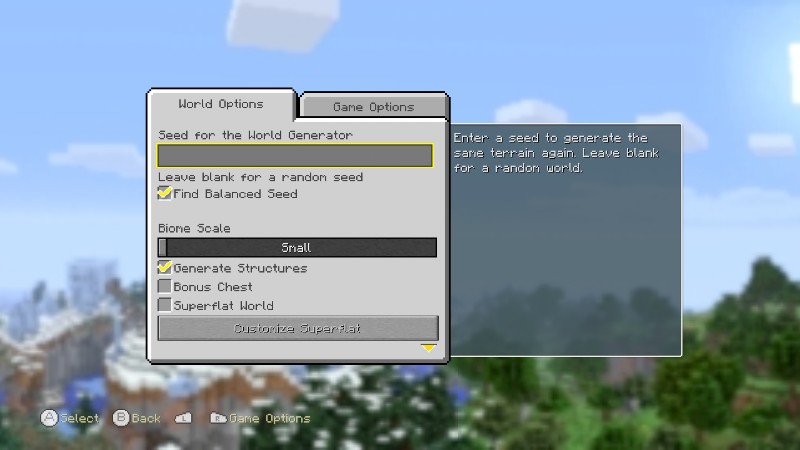 World Options
Game Options
Seed for the World Generator
Leave blank for a random seed
Find Balanced Seed
Biome Scale
Small
Generate Structures
Bonus Chest
Superflat World
Customize Superflat
Enter a seed to generate the
same terrain again. Leave blank
for a random world.
A Select B Back L R Game Options